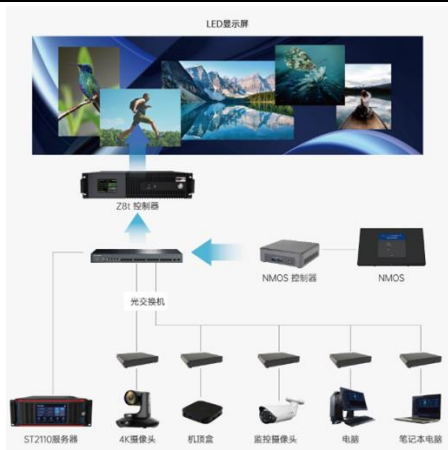 LED显示屏
Z8t 控制器
NMOS 控制器
NMOS
光交换机
ST2110服务器
4K摄像头
机顶盒
监控摄像头
电脑
笔记本电脑